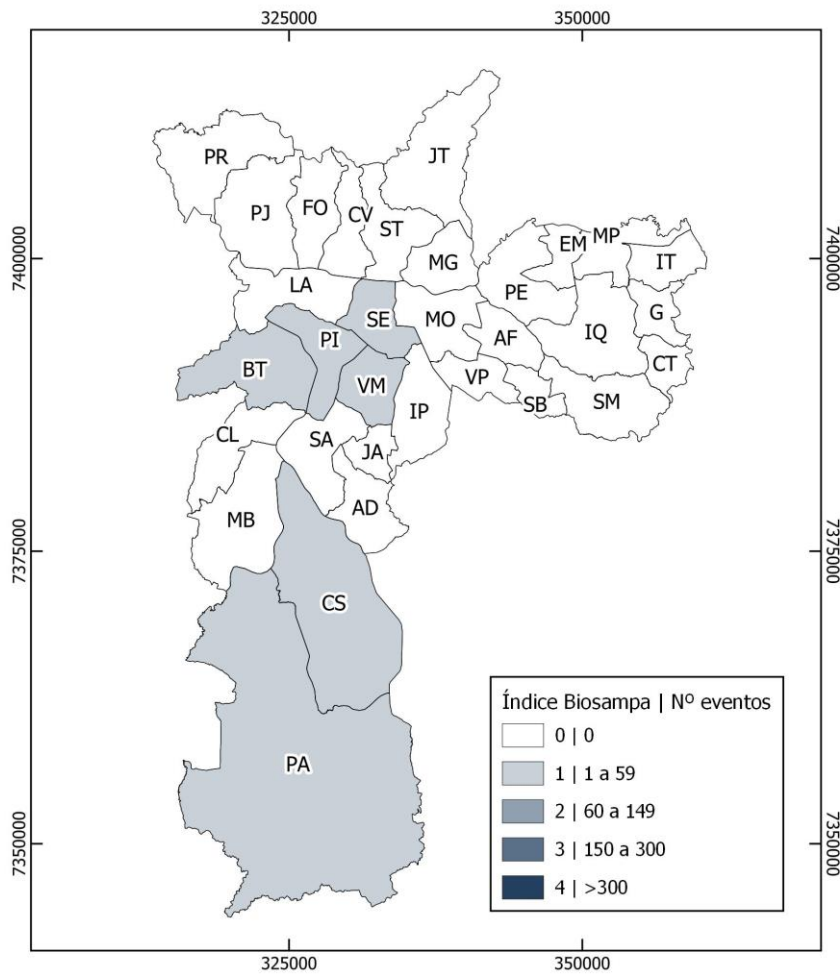 325000 350000
PR
JT
PJ
FO
CV
ST
EM
MP
7400000
MG
IT
7400000
LA
PE
SE
MO
G
PI
AF
IQ
BT
VM
VP
CT
SB
SM
IP
CL
SA
JA
MB
AD
7375000
7375000
CS
Índice Biosampa | Nº eventos
0 | 0
PA
1 | 1 a 59
2 | 60 a 149
7350000
3 | 150 a 300
7350000
4 | >300
325000 350000